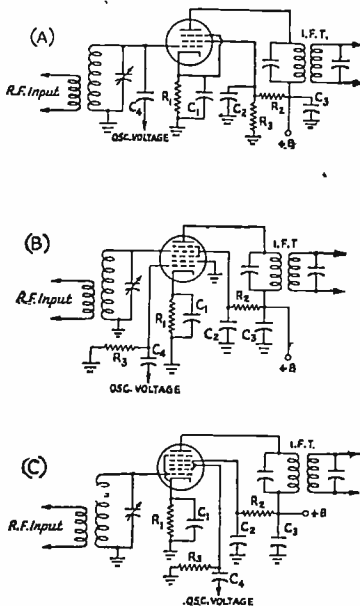 (A)
I.F.T.
R.F. Input
C4
R1
C1
C2
R2
R3
C3
+B
OSC. VOLTAGE
(B)
I.F.T
R.F. Input
R1
C1
R2
C2
C3
R3
C4
+B
OSC. VOLTAGE
(C)
I.F.T.
R.F. Input
R1
C1
R2
+B
C2
C3
R3
C4
.OSC. VOLTAGE